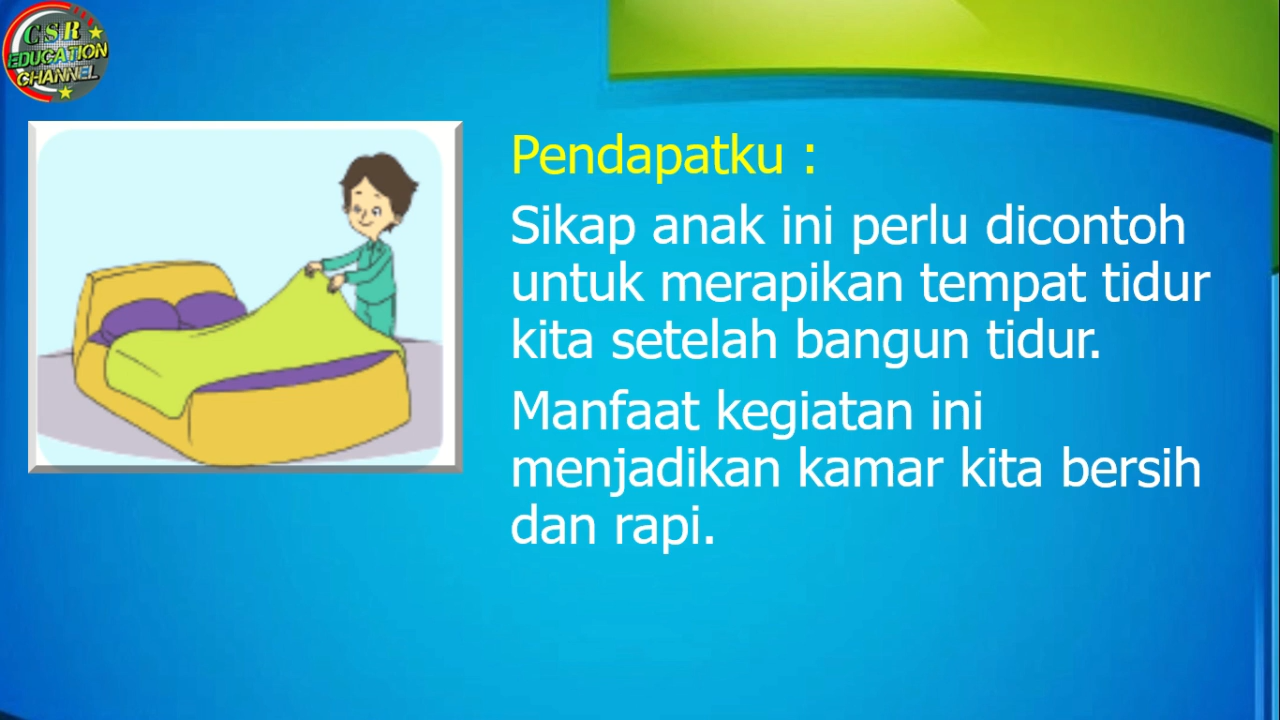 CSR
EDUCATION
CHANNEL
Pendapatku :
Sikap anak ini perlu dicontoh
untuk merapikan tempat tidur
kita setelah bangun tidur.
Manfaat kegiatan ini
menjadikan kamar kita bersih
dan rapi.